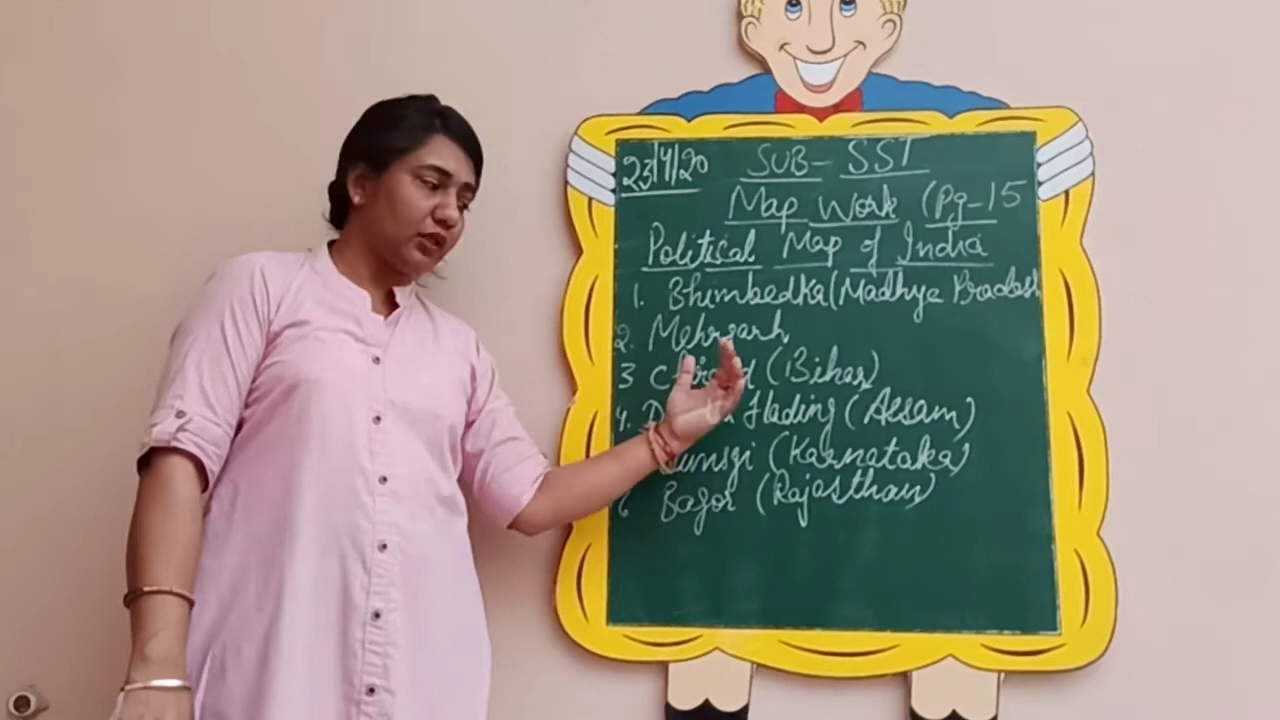 23/4/20 SUB- SST
Map Work (Pg-15
Political Map of India
1. Bhimbedka (Madhya Pradesh
2. Mehrgarh
3 (Bihar)
4. Hading (Assam)
(Karnataka)
6 Bagor (Rajasthan)